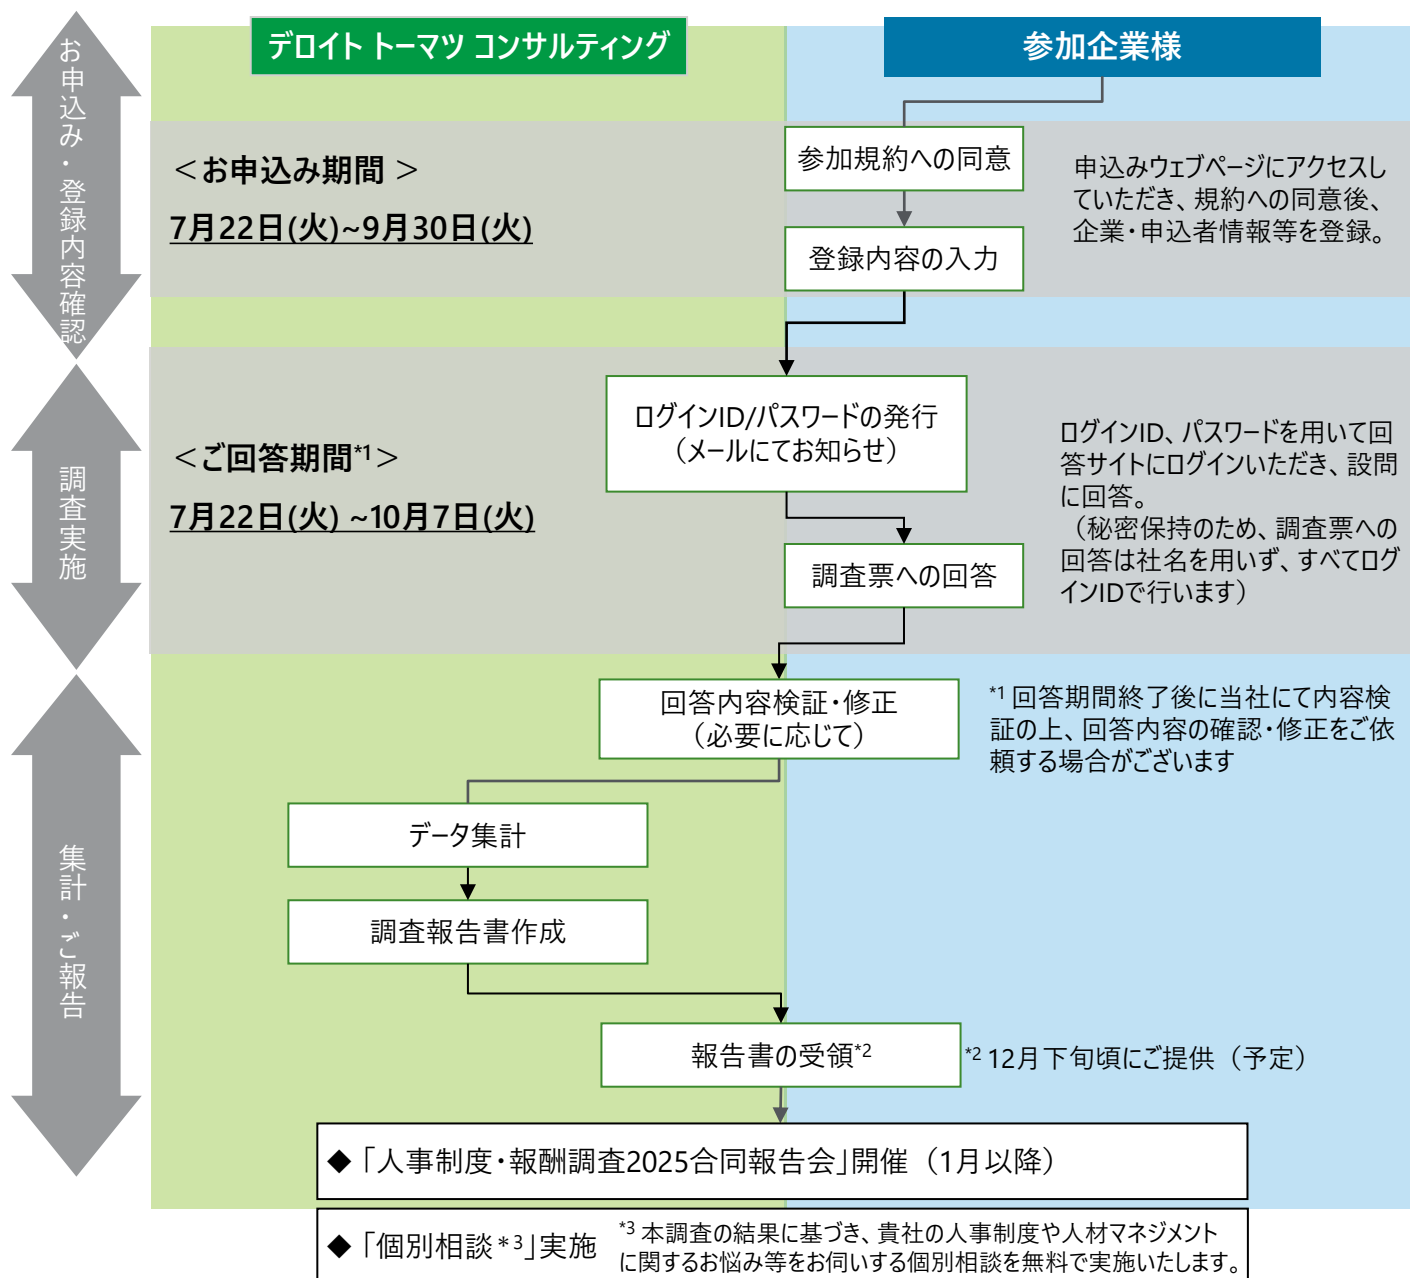 お申込み・登録内容確認
デロイト トーマツ コンサルティング
参加企業様
＜お申込み期間 ＞
7月22日(火)~9月30日(火)
参加規約への同意
登録内容の入力
申込みウェブページにアクセスし
ていただき、規約への同意後、
企業・申込者情報等を登録。
調査実施
＜ご回答期間*1＞
7月22日(火) ~10月7日(火)
ログインID/パスワードの発行
（メールにてお知らせ）
調査票への回答
ログインID、パスワードを用いて回
答サイトにログインいただき、設問
に回答。
（秘密保持のため、調査票への
回答は社名を用いず、すべてログ
インIDで行います）
集計・ご報告
回答内容検証・修正
（必要に応じて）
*1 回答期間終了後に当社にて内容検
証の上、回答内容の確認・修正をご依
頼する場合がございます
データ集計
調査報告書作成
報告書の受領*2
*2 12月下旬頃にご提供（予定）
◆「人事制度・報酬調査2025合同報告会」開催（1月以降）
◆「個別相談*3」実施
*3 本調査の結果に基づき、貴社の人事制度や人材マネジメント
に関するお悩み等をお伺いする個別相談を無料で実施いたします。